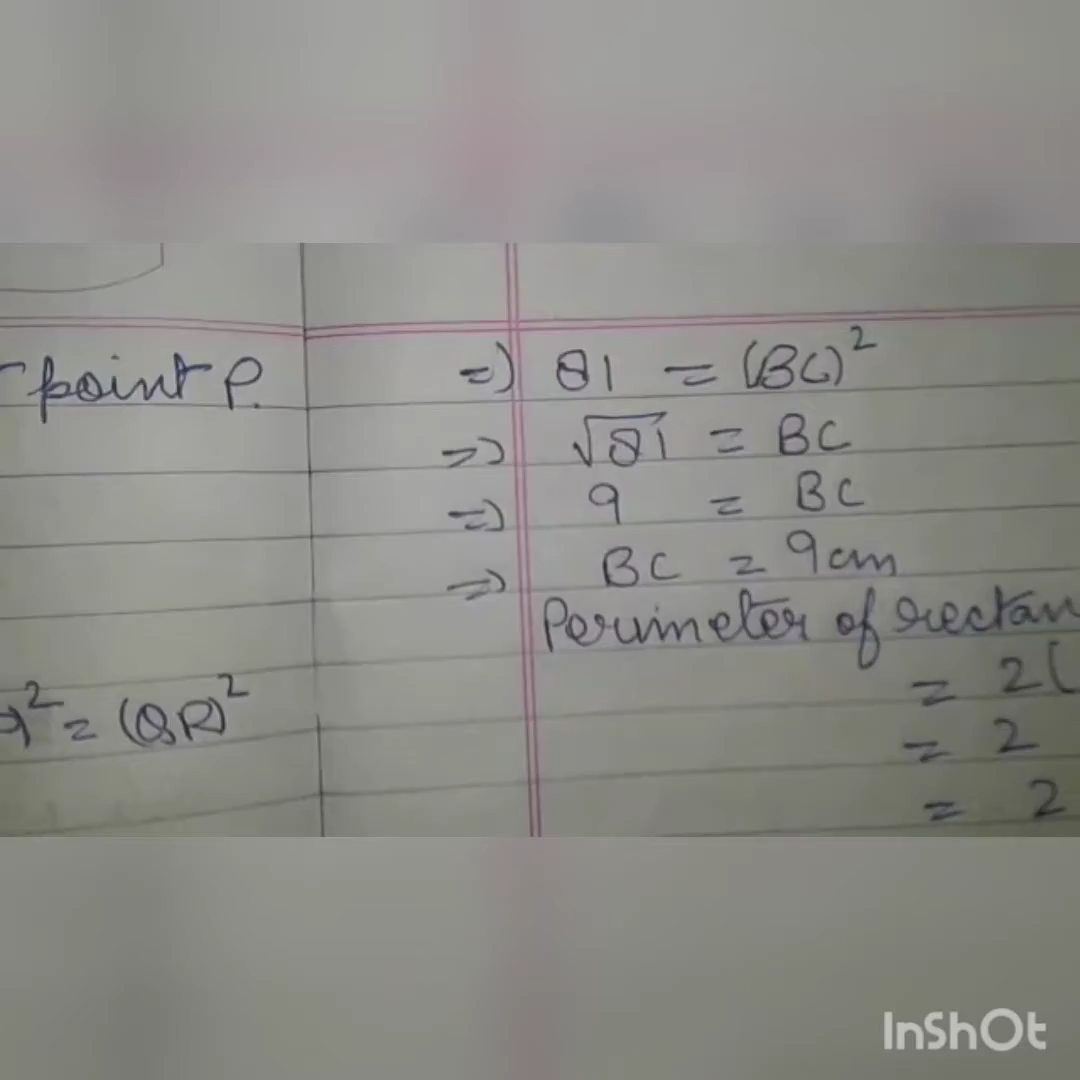 point P.
)² = (QR)²
=) 81 = (BC)²
=> √81 = BC
=) 9 = BC
=> BC = 9cm
Perimeter of rectan
= 2(
= 2
= 2
InShOt